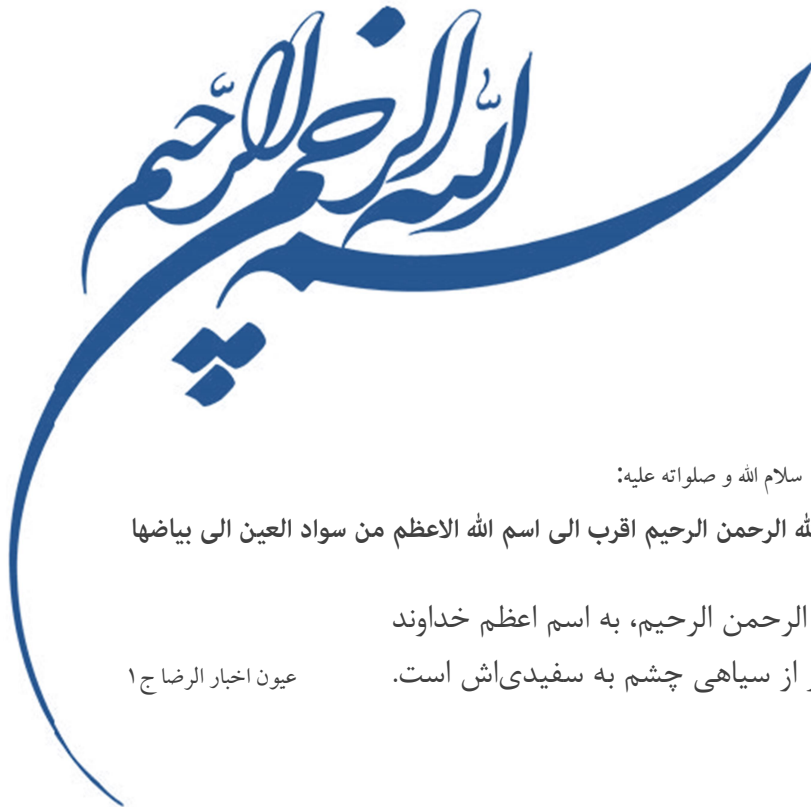 بسم الله الرحمن الرحیم
سلام الله و صلواته علیه:
الرحمن الرحیم اقرب الی اسم الله الاعظم من سواد العین الی بیاضها
الرحمن الرحیم، به اسم اعظم خداوند
از سیاهی چشم به سفیدی‌اش است.
عیون اخبار الرضا ج۱